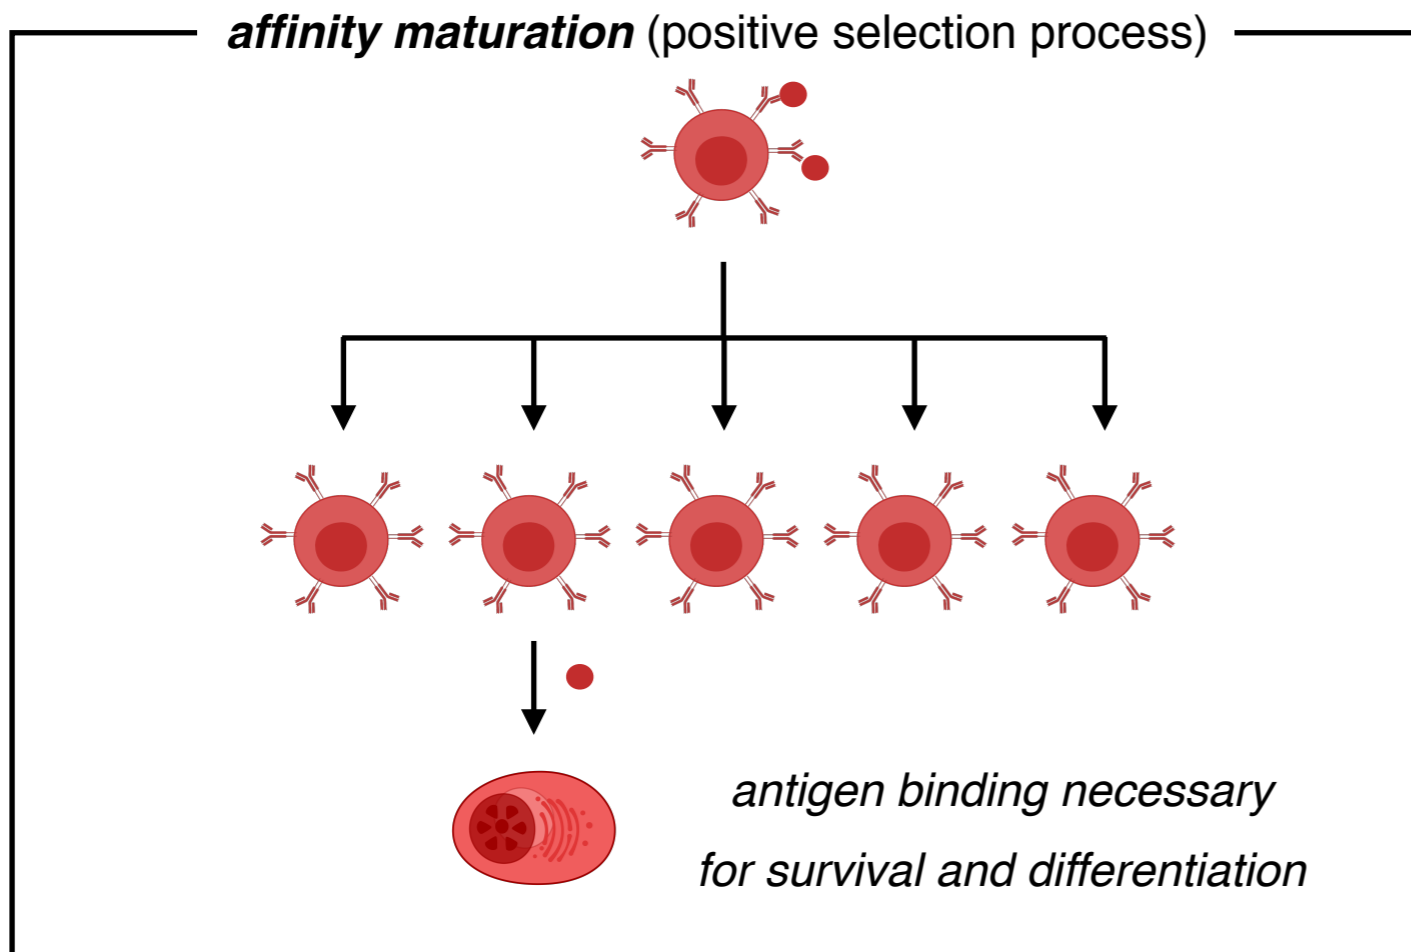 affinity maturation (positive selection process)
antigen binding necessary
for survival and differentiation